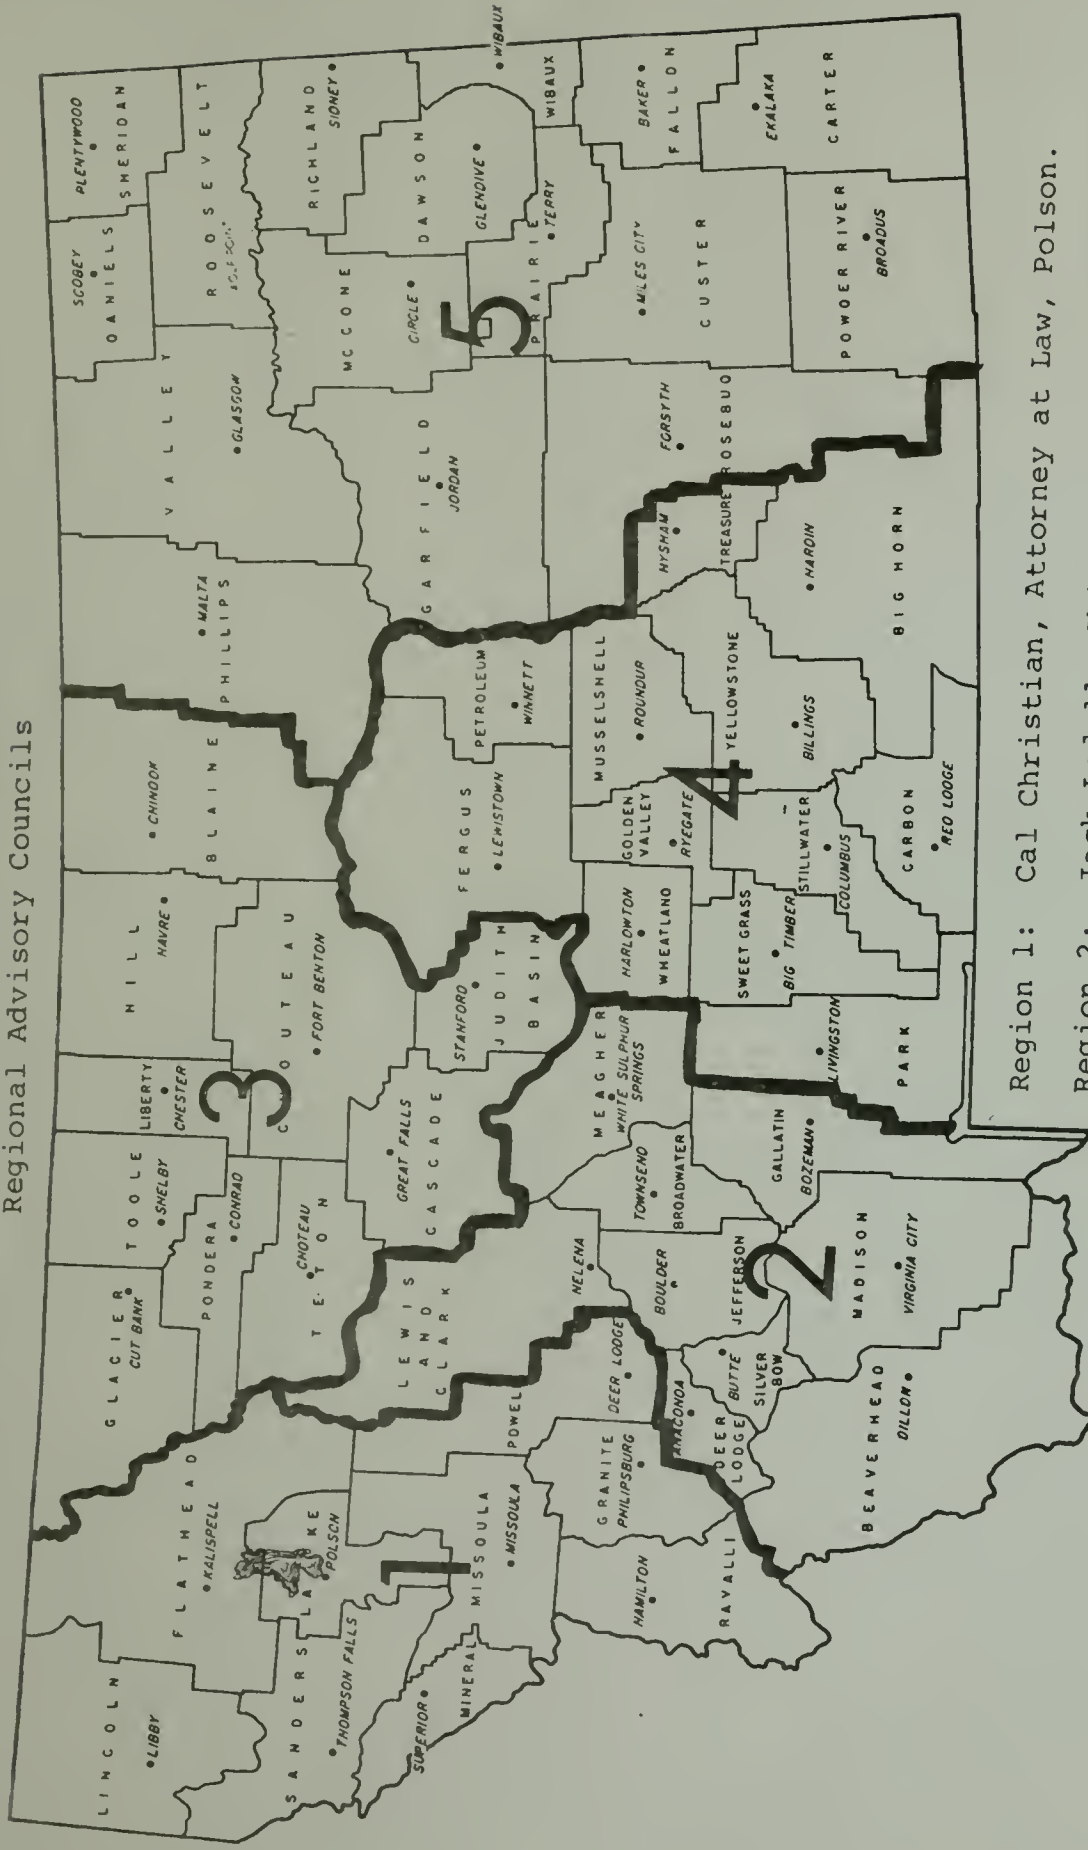 Regional Advisory Councils
LINCOLN
LIBBY
FLATHEAD
KALISPELL
GLACIER
CUT BANK
TOOLE
SHELBY
LIBERTY
CHESTER
HILL
HAVRE
CHINOOK
BLAINE
MALTA
PHILLIPS
VALLEY
GLASGOW
SCOBEY
DANIELS
PLENTYWOOD
SHERIDAN
ROOSEVELT
SANDERS
THOMPSON FALLS
LAKE
POLSON
PONDERA
CONRAD
TETON
CHOTEAU
3
CHOUTEAU
FORT BENTON
MCCONE
CIRCLE
RICHLAND
SIDNEY
DAWSON
GLENDIVE
WIBAUX
WIBAUX
SUPERIOR
MINERAL
1
MISSOULA
MISSOULA
POWELL
DEER LODGE
LEWIS
AND
CLARK
HELENA
GREAT FALLS
CASCADE
STANFORD
JUDITH
BASIN
FERGUS
LEWISTOWN
PETROLEUM
WINNETT
GARFIELD
JORDAN
5
PRAIRIE
TERRY
HAMILTON
RAVALLI
GRANITE
PHILIPSBURG
ANACONDA
DEER
LODGE
BUTTE
SILVER
BOW
BOULDER
JEFFERSON
2
TOWNSEND
BROADWATER
MEAGHER
WHITE SULPHUR
SPRINGS
HARLOWTON
WHEATLAND
GOLDEN
VALLEY
RYEGATE
MUSSELSHELL
ROUNDUP
4
HYSHAM
TREASURE
FORSYTH
ROSEBUD
MILES CITY
CUSTER
BAKER
FALLON
EKALAKA
CARTER
BEAVERHEAD
DILLON
MADISON
VIRGINIA CITY
GALLATIN
BOZEMAN
LIVINGSTON
PARK
SWEET GRASS
BIG TIMBER
STILLWATER
COLUMBUS
CARBON
RED LODGE
YELLOWSTONE
BILLINGS
HARDIN
BIG HORN
POWDER RIVER
BROADUS
Region 1: Cal Christian, Attorney at Law, Polson.
Region 2: Jack